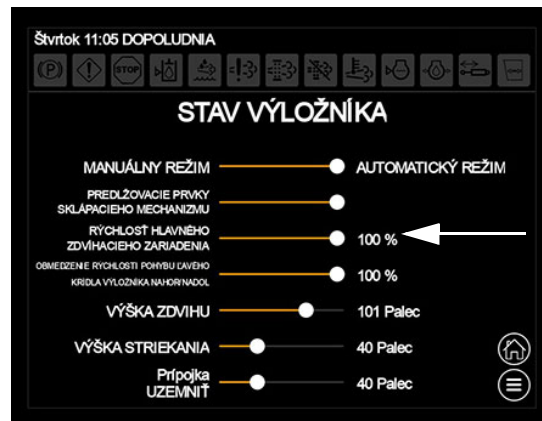 Štvrtok 11:05 DOPOLUDNIA
STOP
STAV VÝLOŽNÍKA
MANUÁLNY REŽIM AUTOMATICKÝ REŽIM
PREDLŽOVACIE PRVKY
SKLÁPACIEHO MECHANIZMU
RÝCHLOSŤ HLAVNÉHO
ZDVÍHACIEHO ZARIADENIA 100 %
OBMEDZENIE RÝCHLOSTI POHYBU ĽAVÉHO
KRÍDLA VÝLOŽNÍKA NAHOR/NADOL 100 %
VÝŠKA ZDVIHU 101 Palec
VÝŠKA STRIEKANIA 40 Palec
Prípojka
UZEMNIŤ 40 Palec